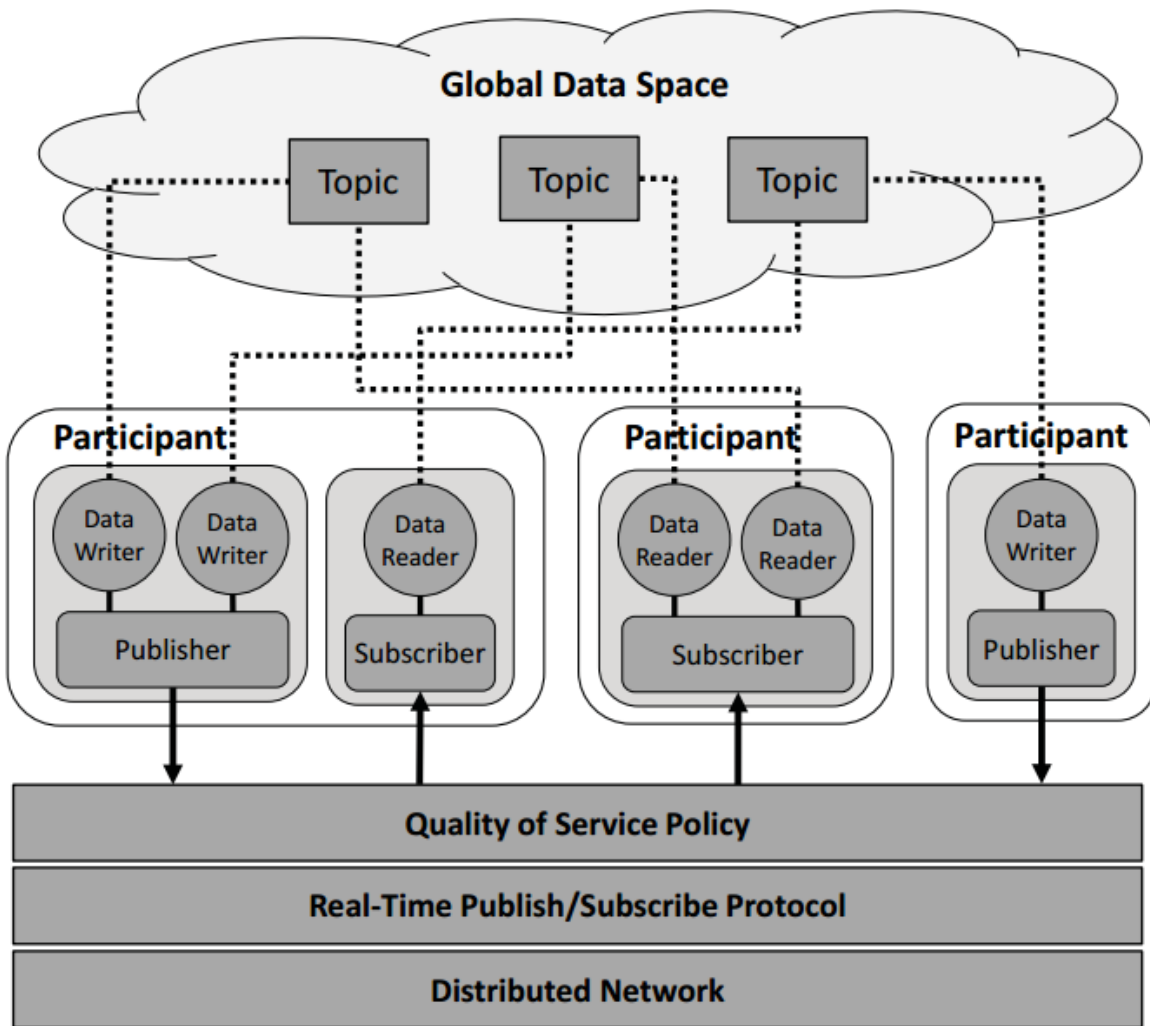 Global Data Space
Topic
Topic
Topic
Participant
Participant
Participant
Data
Writer
Data
Writer
Data
Reader
Data
Reader
Data
Reader
Data
Writer
Publisher
Subscriber
Subscriber
Publisher
Quality of Service Policy
Real-Time Publish/Subscribe Protocol
Distributed Network